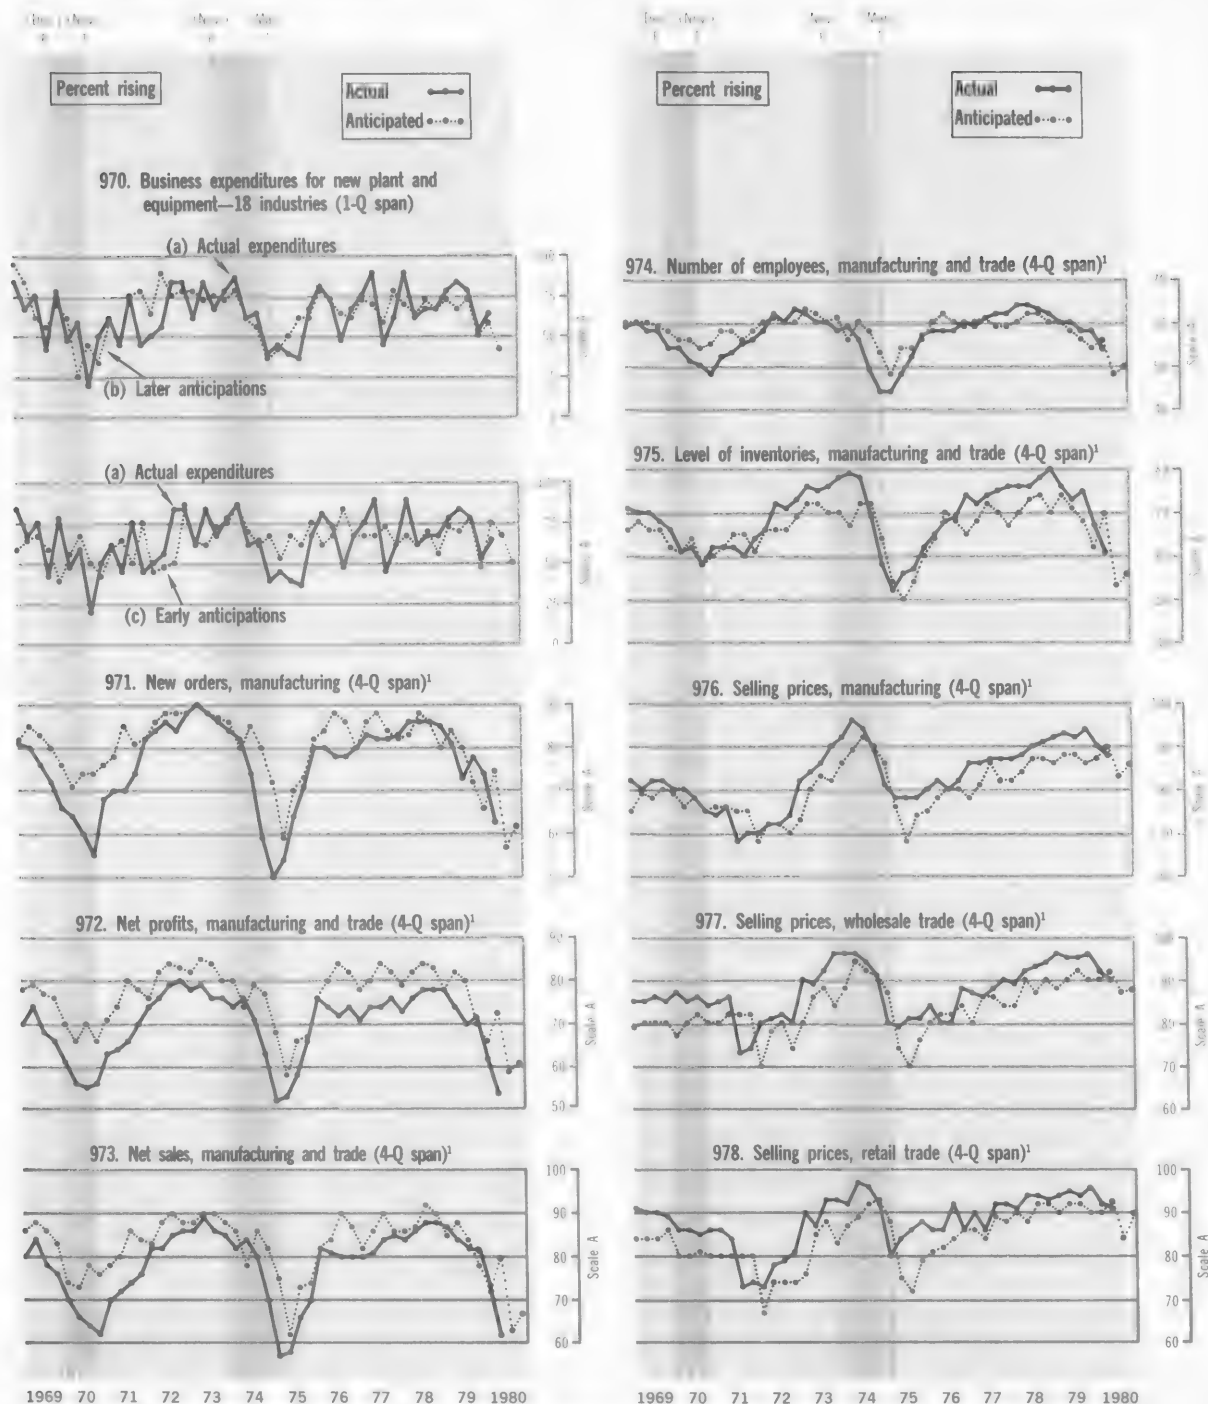 Percent rising
Actual
Anticipated
970. Business expenditures for new plant and
equipment—18 industries (1-Q span)
(a) Actual expenditures
(b) Later anticipations
(a) Actual expenditures
(c) Early anticipations
0
971. New orders, manufacturing (4-Q span)¹
972. Net profits, manufacturing and trade (4-Q span)¹
90
80
70
60
50
Scale A
973. Net sales, manufacturing and trade (4-Q span)¹
100
90
80
70
60
Scale A
1969 70 71 72 73 74 75 76 77 78 79 1980
Percent rising
Actual
Anticipated
974. Number of employees, manufacturing and trade (4-Q span)¹
975. Level of inventories, manufacturing and trade (4-Q span)¹
976. Selling prices, manufacturing (4-Q span)¹
977. Selling prices, wholesale trade (4-Q span)¹
100
90
80
70
60
Scale A
978. Selling prices, retail trade (4-Q span)¹
100
90
80
70
60
Scale A
1969 70 71 72 73 74 75 76 77 78 79 1980